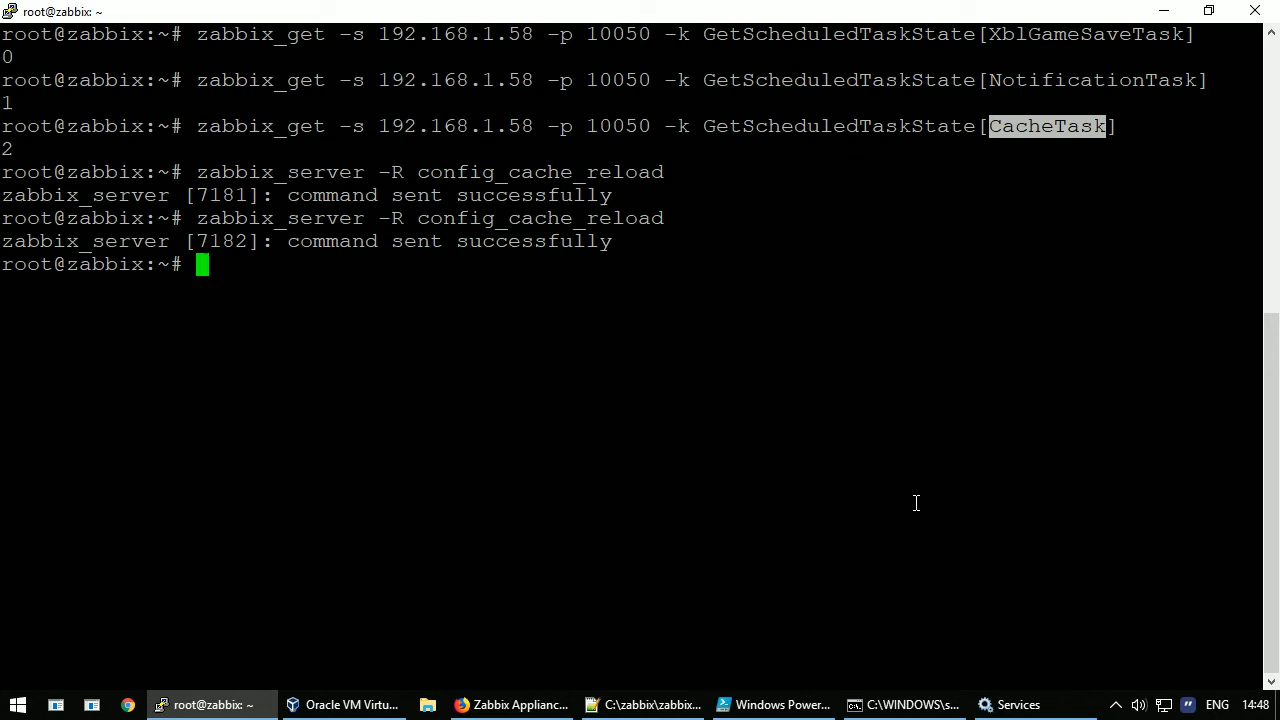 root@zabbix: ~
root@zabbix:~# zabbix_get -s 192.168.1.58 -p 10050 -k GetScheduledTaskState[XblGameSaveTask]
0
root@zabbix:~# zabbix_get -s 192.168.1.58 -p 10050 -k GetScheduledTaskState[NotificationTask]
1
root@zabbix:~# zabbix_get -s 192.168.1.58 -p 10050 -k GetScheduledTaskState[CacheTask]
2
root@zabbix:~# zabbix_server -R config_cache_reload
zabbix_server [7181]: command sent successfully
root@zabbix:~# zabbix_server -R config_cache_reload
zabbix_server [7182]: command sent successfully
root@zabbix:~#
root@zabbix: ~ Oracle VM Virtu... Zabbix Applianc... C:\zabbix\zabbix... Windows Power... C:\WINDOWS\s... Services ENG 14:48